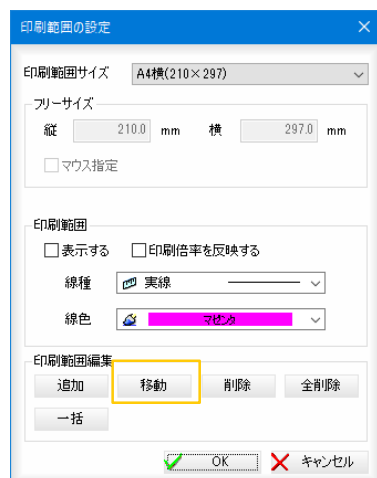 印刷範囲の設定
印刷範囲サイズ A4横(210×297)
フリーサイズ
縦 210.0 mm 横 297.0 mm
マウス指定
印刷範囲
表示する 印刷倍率を反映する
線種 実線
線色 マゼンタ
印刷範囲編集
追加 移動 削除 全削除
一括
OK キャンセル